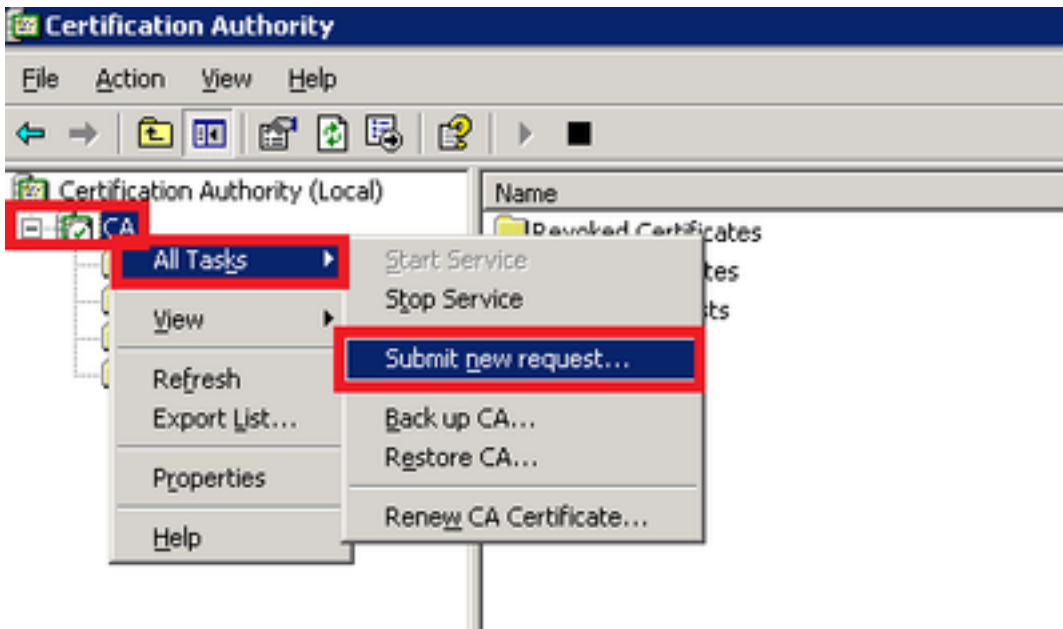 Certification Authority
File Action View Help
Certification Authority (Local)
Name
CA
Revoked Certificates
All Tasks
Start Service
tes
Stop Service
sts
View
Submit new request...
Refresh
Export List...
Back up CA...
Restore CA...
Properties
Renew CA Certificate...
Help